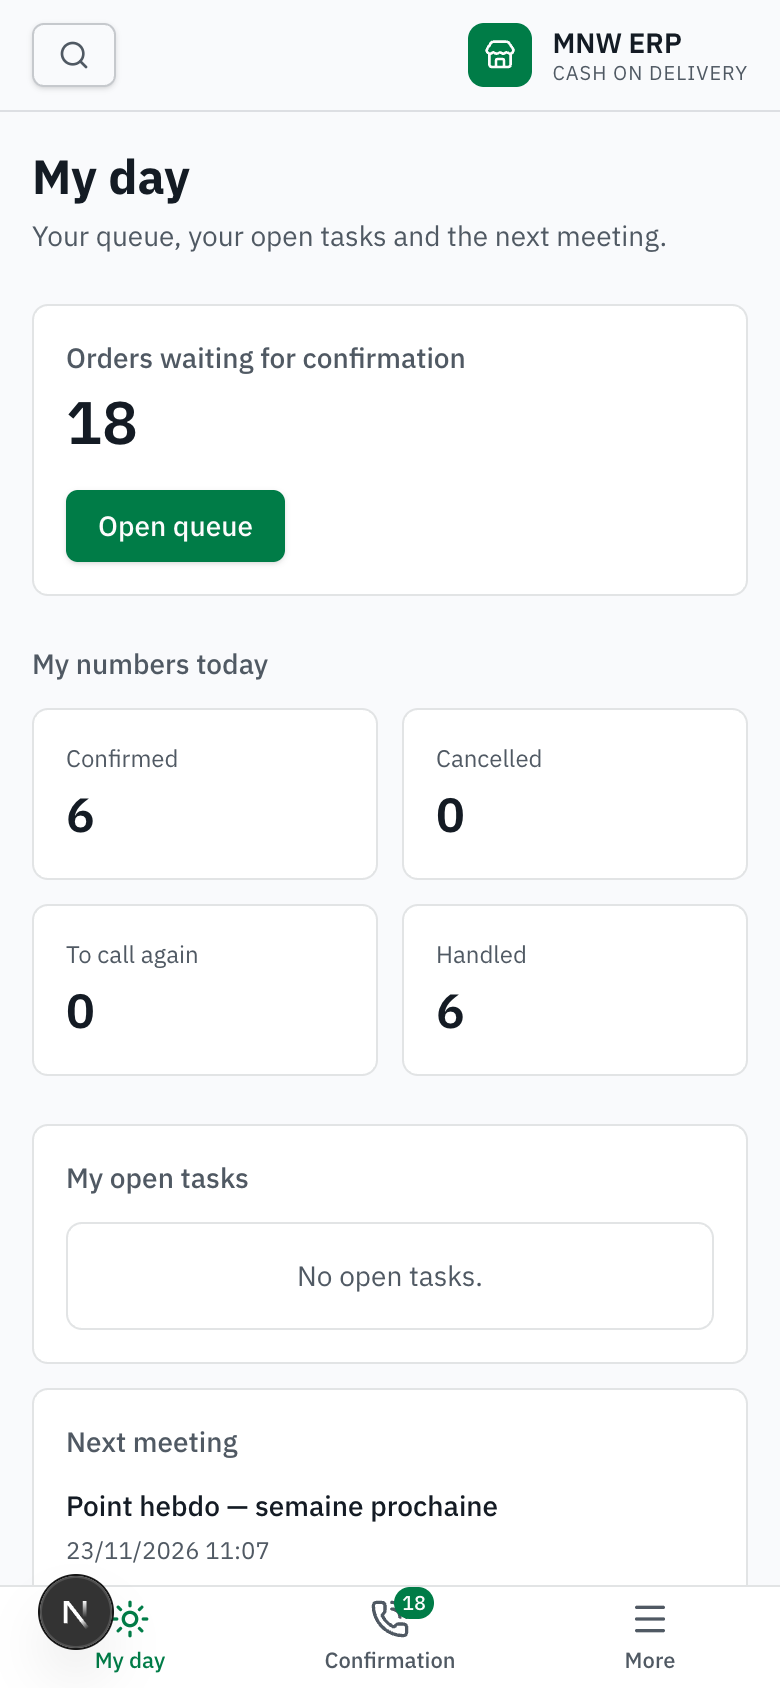 MNW ERP
CASH ON DELIVERY
My day
Your queue, your open tasks and the next meeting.
Orders waiting for confirmation
18
Open queue
My numbers today
Confirmed
6
Cancelled
0
To call again
0
Handled
6
My open tasks
No open tasks.
Next meeting
Point hebdo — semaine prochaine
23/11/2026 11:07
N
My day
18
Confirmation
More